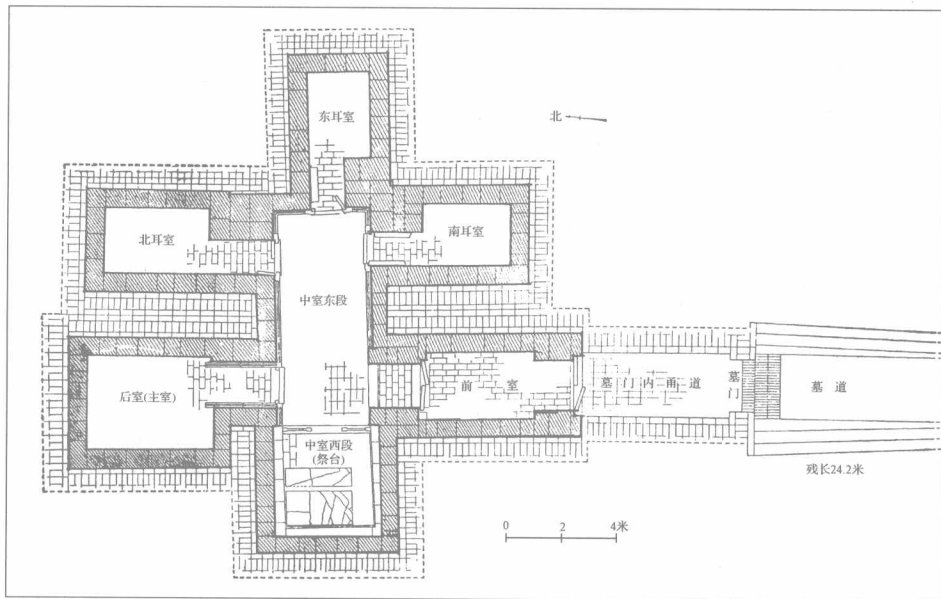 东耳室
北
北耳室
南耳室
中室东段
后室(主室)
前室
墓门内甬道
墓门
墓道
中室西段
(祭台)
残长24.2米
0 2 4米